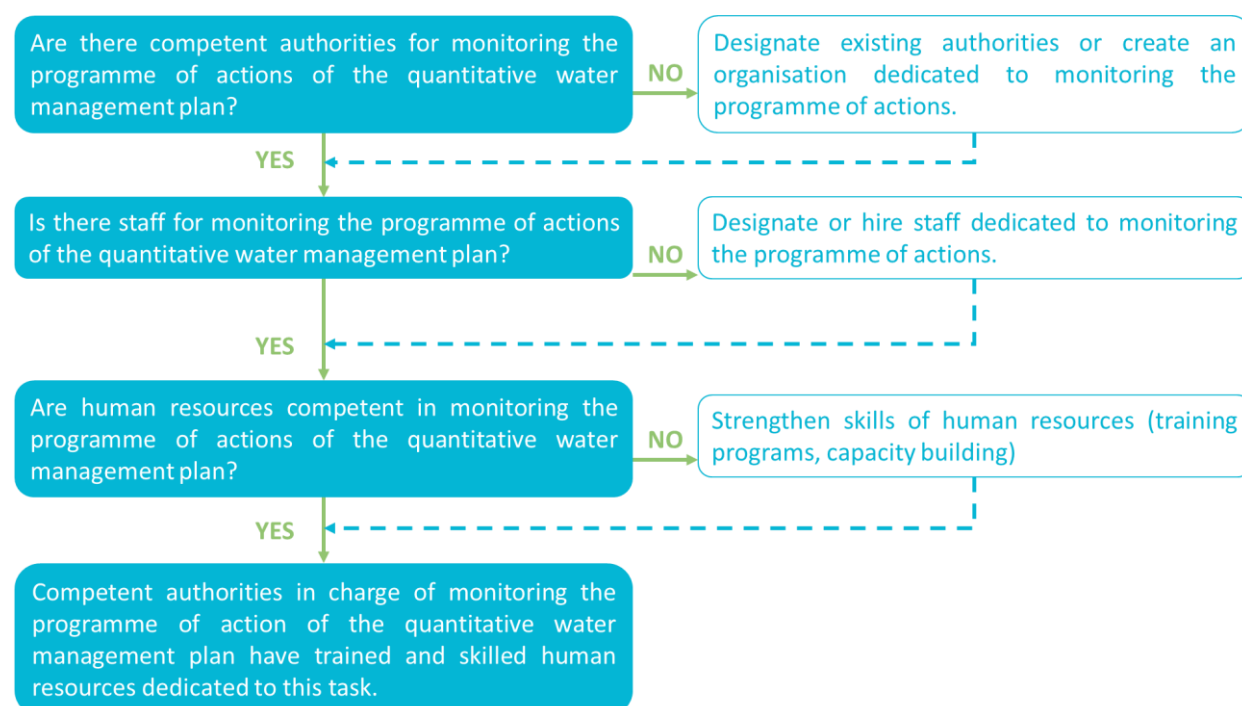 Are there competent authorities for monitoring the
programme of actions of the quantitative water
management plan?
NO
Designate existing authorities or create an
organisation dedicated to monitoring the
programme of actions.
YES
Is there staff for monitoring the programme of actions
of the quantitative water management plan?
NO
Designate or hire staff dedicated to monitoring
the programme of actions.
YES
Are human resources competent in monitoring the
programme of actions of the quantitative water
management plan?
NO
Strengthen skills of human resources (training
programs, capacity building)
YES
Competent authorities in charge of monitoring the
programme of action of the quantitative water
management plan have trained and skilled human
resources dedicated to this task.